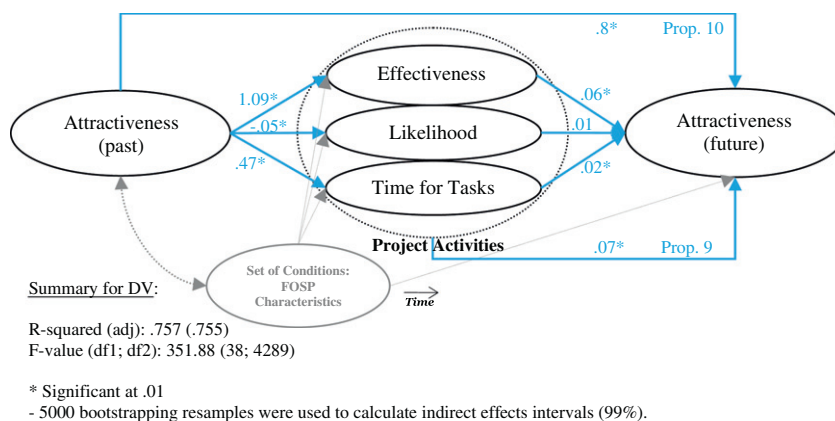 .8* Prop. 10
Effectiveness
1.09*
.06*
Attractiveness
(past)
-.05*
Likelihood
.01
Attractiveness
(future)
.47*
Time for Tasks
.02*
Project Activities
.07* Prop. 9
Set of Conditions:
FOSP
Characteristics
Time
Summary for DV:
R-squared (adj): .757 (.755)
F-value (df1; df2): 351.88 (38; 4289)
* Significant at .01
- 5000 bootstrapping resamples were used to calculate indirect effects intervals (99%).